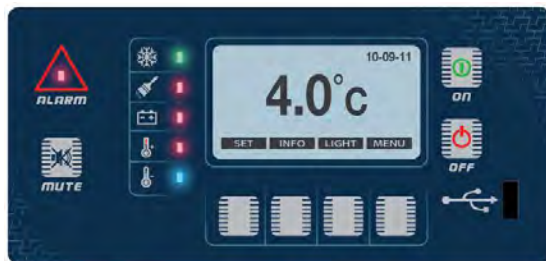 10-09-11
4.0°C
SET INFO LIGHT MENU
ALARM
MUTE
ON
OFF